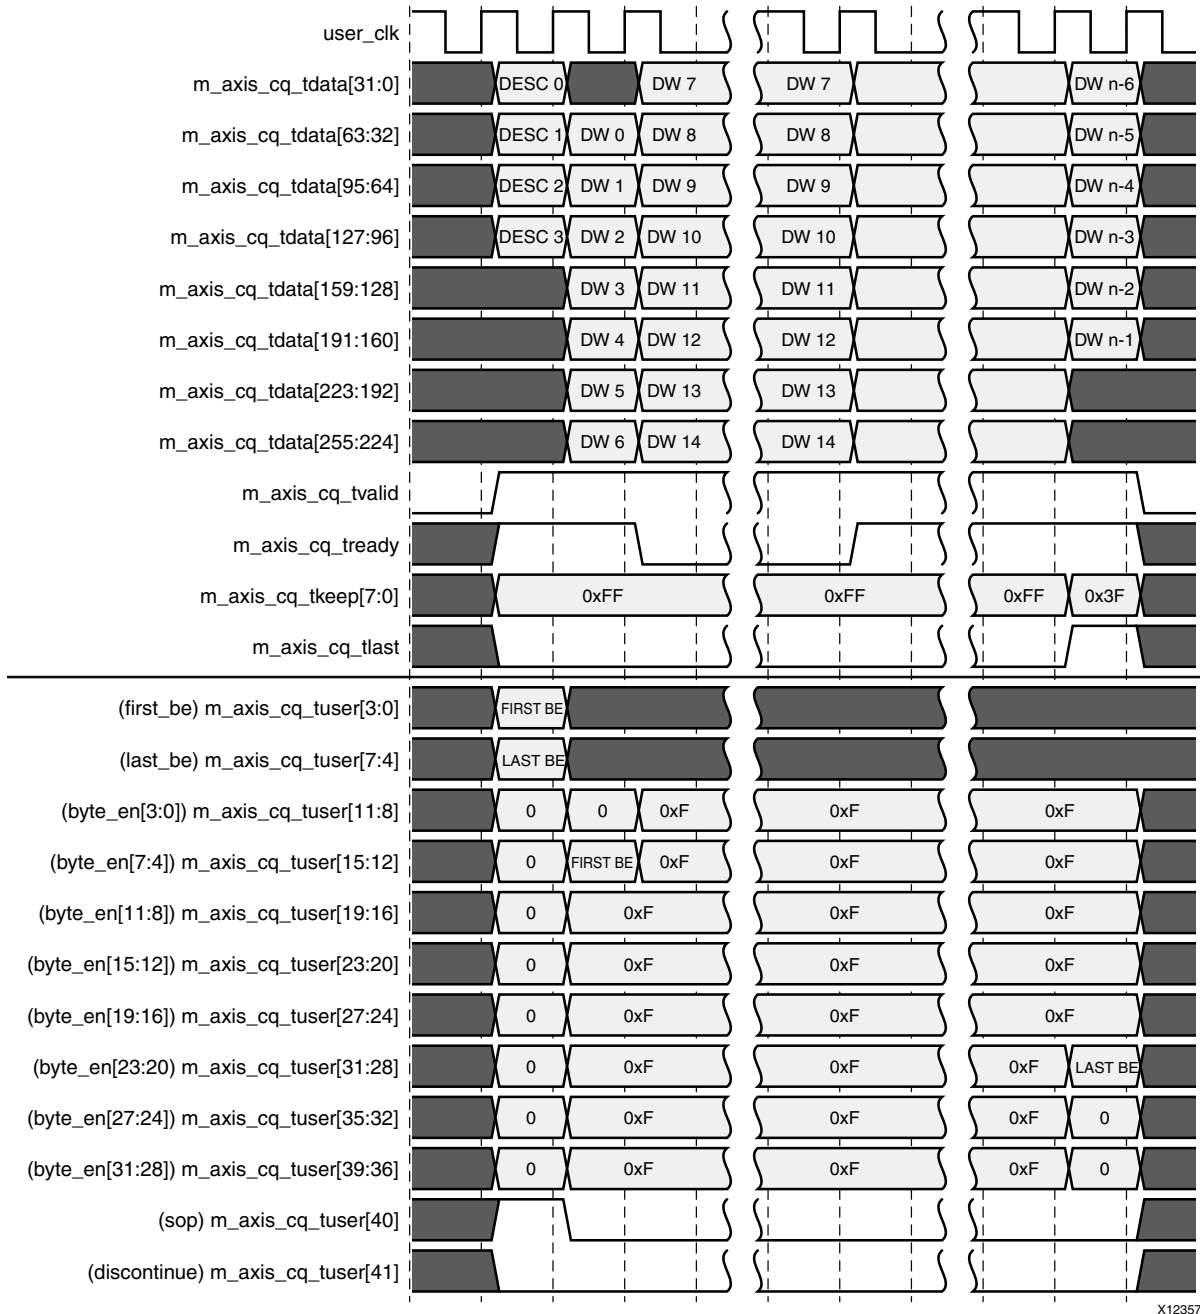 user_clk
m_axis_cq_tdata[31:0] DESC 0 DW 7 DW 7 DW n-6
m_axis_cq_tdata[63:32] DESC 1 DW 0 DW 8 DW 8 DW n-5
m_axis_cq_tdata[95:64] DESC 2 DW 1 DW 9 DW 9 DW n-4
m_axis_cq_tdata[127:96] DESC 3 DW 2 DW 10 DW 10 DW n-3
m_axis_cq_tdata[159:128] DW 3 DW 11 DW 11 DW n-2
m_axis_cq_tdata[191:160] DW 4 DW 12 DW 12 DW n-1
m_axis_cq_tdata[223:192] DW 5 DW 13 DW 13
m_axis_cq_tdata[255:224] DW 6 DW 14 DW 14
m_axis_cq_tvalid
m_axis_cq_tready
m_axis_cq_tkeep[7:0] 0xFF 0xFF 0xFF 0x3F
m_axis_cq_tlast
(first_be) m_axis_cq_tuser[3:0] FIRST BE
(last_be) m_axis_cq_tuser[7:4] LAST BE
(byte_en[3:0]) m_axis_cq_tuser[11:8] 0 0 0xF 0xF 0xF
(byte_en[7:4]) m_axis_cq_tuser[15:12] 0 FIRST BE 0xF 0xF 0xF
(byte_en[11:8]) m_axis_cq_tuser[19:16] 0 0xF 0xF 0xF
(byte_en[15:12]) m_axis_cq_tuser[23:20] 0 0xF 0xF 0xF
(byte_en[19:16]) m_axis_cq_tuser[27:24] 0 0xF 0xF 0xF
(byte_en[23:20) m_axis_cq_tuser[31:28] 0 0xF 0xF 0xF LAST BE
(byte_en[27:24]) m_axis_cq_tuser[35:32] 0 0xF 0xF 0xF 0
(byte_en[31:28]) m_axis_cq_tuser[39:36] 0 0xF 0xF 0xF 0
(sop) m_axis_cq_tuser[40]
(discontinue) m_axis_cq_tuser[41]
X12357